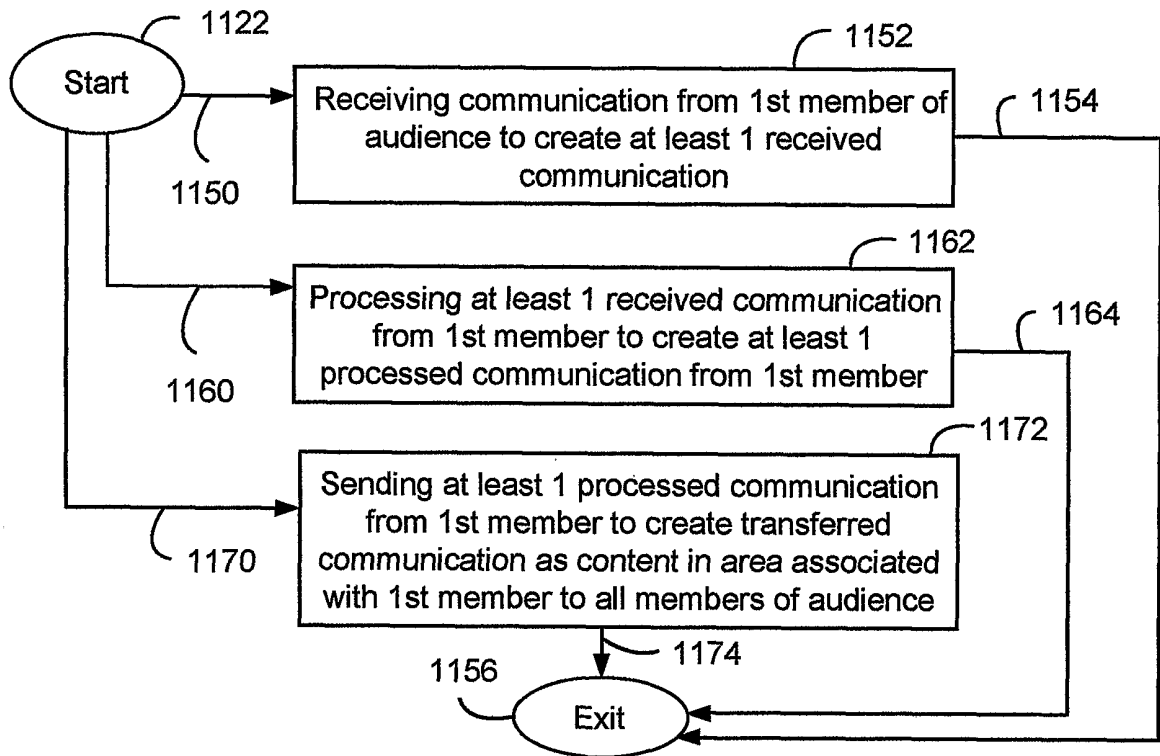 1122
Start
1152
Receiving communication from 1st member of
audience to create at least 1 received
communication
1154
1150
1162
Processing at least 1 received communication
from 1st member to create at least 1
processed communication from 1st member
1164
1160
1172
Sending at least 1 processed communication
from 1st member to create transferred
communication as content in area associated
with 1st member to all members of audience
1170
1174
1156
Exit